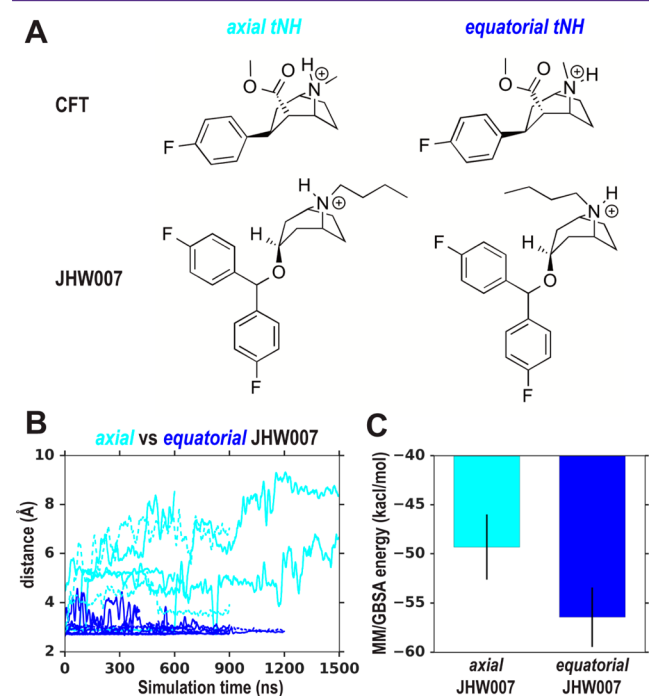 A
axial tNH
equatorial tNH
CFT
O
O
H
N
⊕
F
O
O
N
H
⊕
F
JHW007
H
N
⊕
H
O
F
F
N
H
⊕
H
O
F
F
B
axial vs equatorial JHW007
distance (Å)
10
8
6
4
2
0 300 600 900 1200 1500
Simulation time (ns)
C
MM/GBSA energy (kacl/mol)
−40
−45
−50
−55
−60
axial
JHW007
equatorial
JHW007